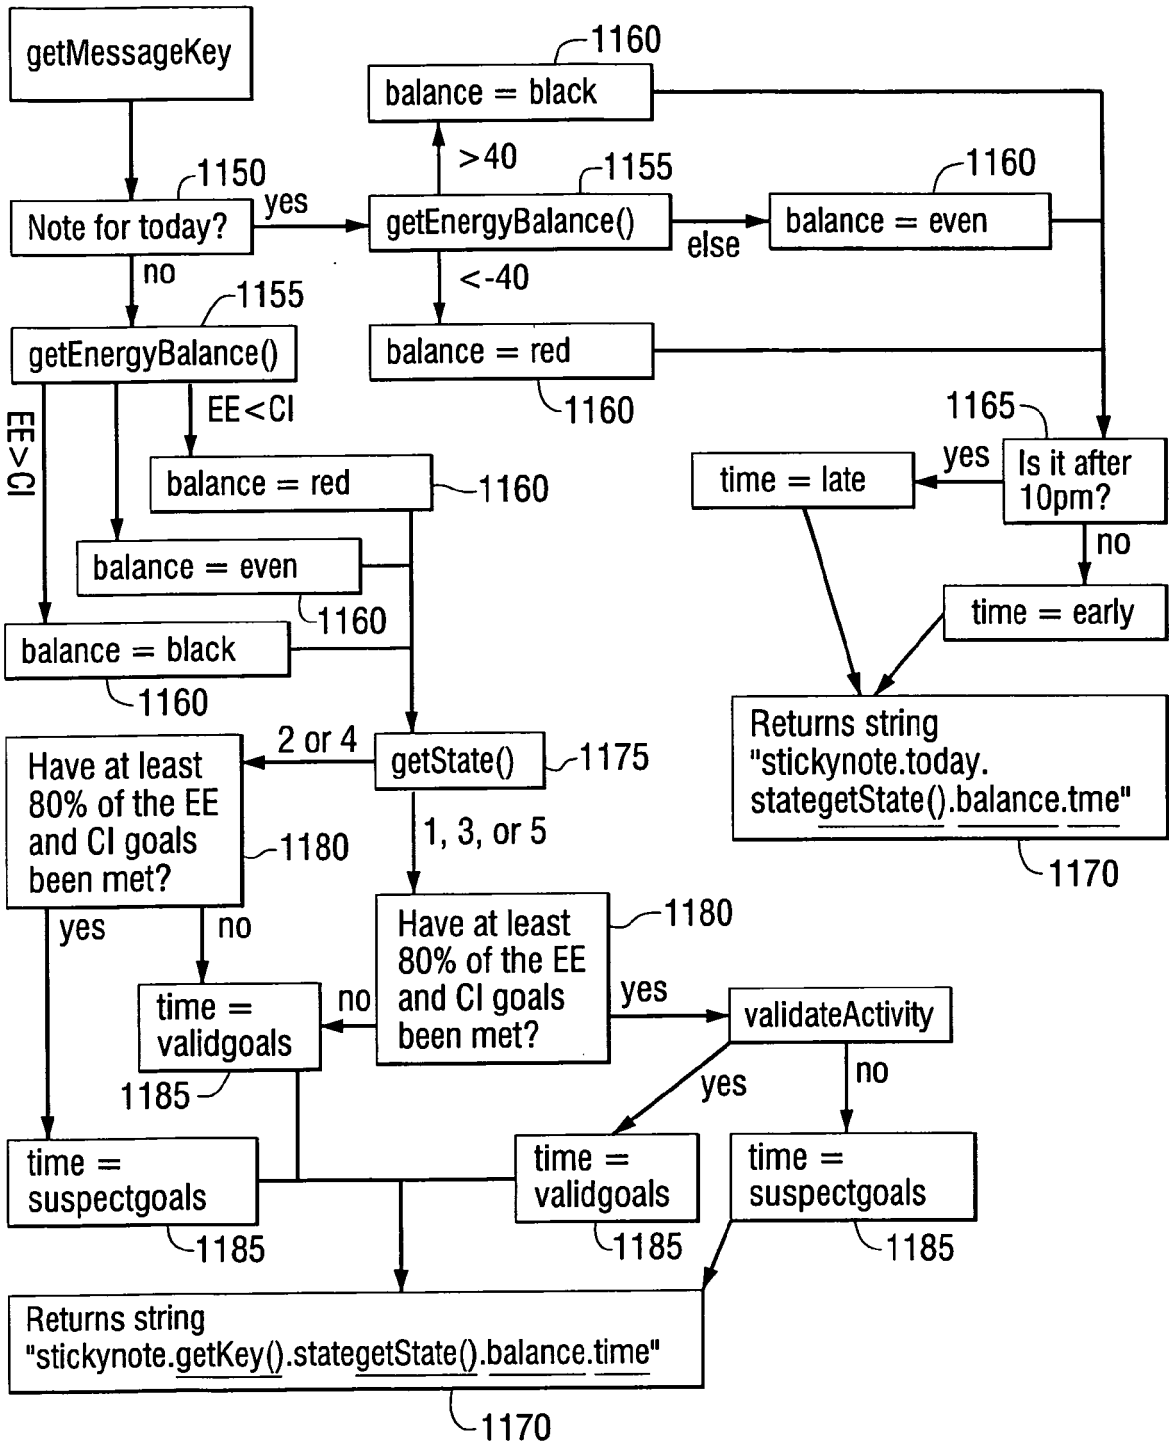 getMessageKey
1150
Note for today?
yes
no
1160
balance = black
>40
1155
getEnergyBalance()
else
1160
balance = even
<-40
balance = red
1160
1155
getEnergyBalance()
EE>CI
EE<CI
balance = red
1160
balance = even
1160
balance = black
1160
1165
Is it after
10pm?
yes
time = late
no
time = early
Returns string
"stickynote.today.
stategetState().balance.tme"
1170
getState()
1175
2 or 4
1, 3, or 5
Have at least
80% of the EE
and CI goals
been met?
1180
yes
no
Have at least
80% of the EE
and CI goals
been met?
1180
no
yes
time =
validgoals
1185
validateActivity
yes
no
time =
suspectgoals
1185
time =
validgoals
1185
time =
suspectgoals
1185
Returns string
"stickynote.getKey().stategetState().balance.time"
1170